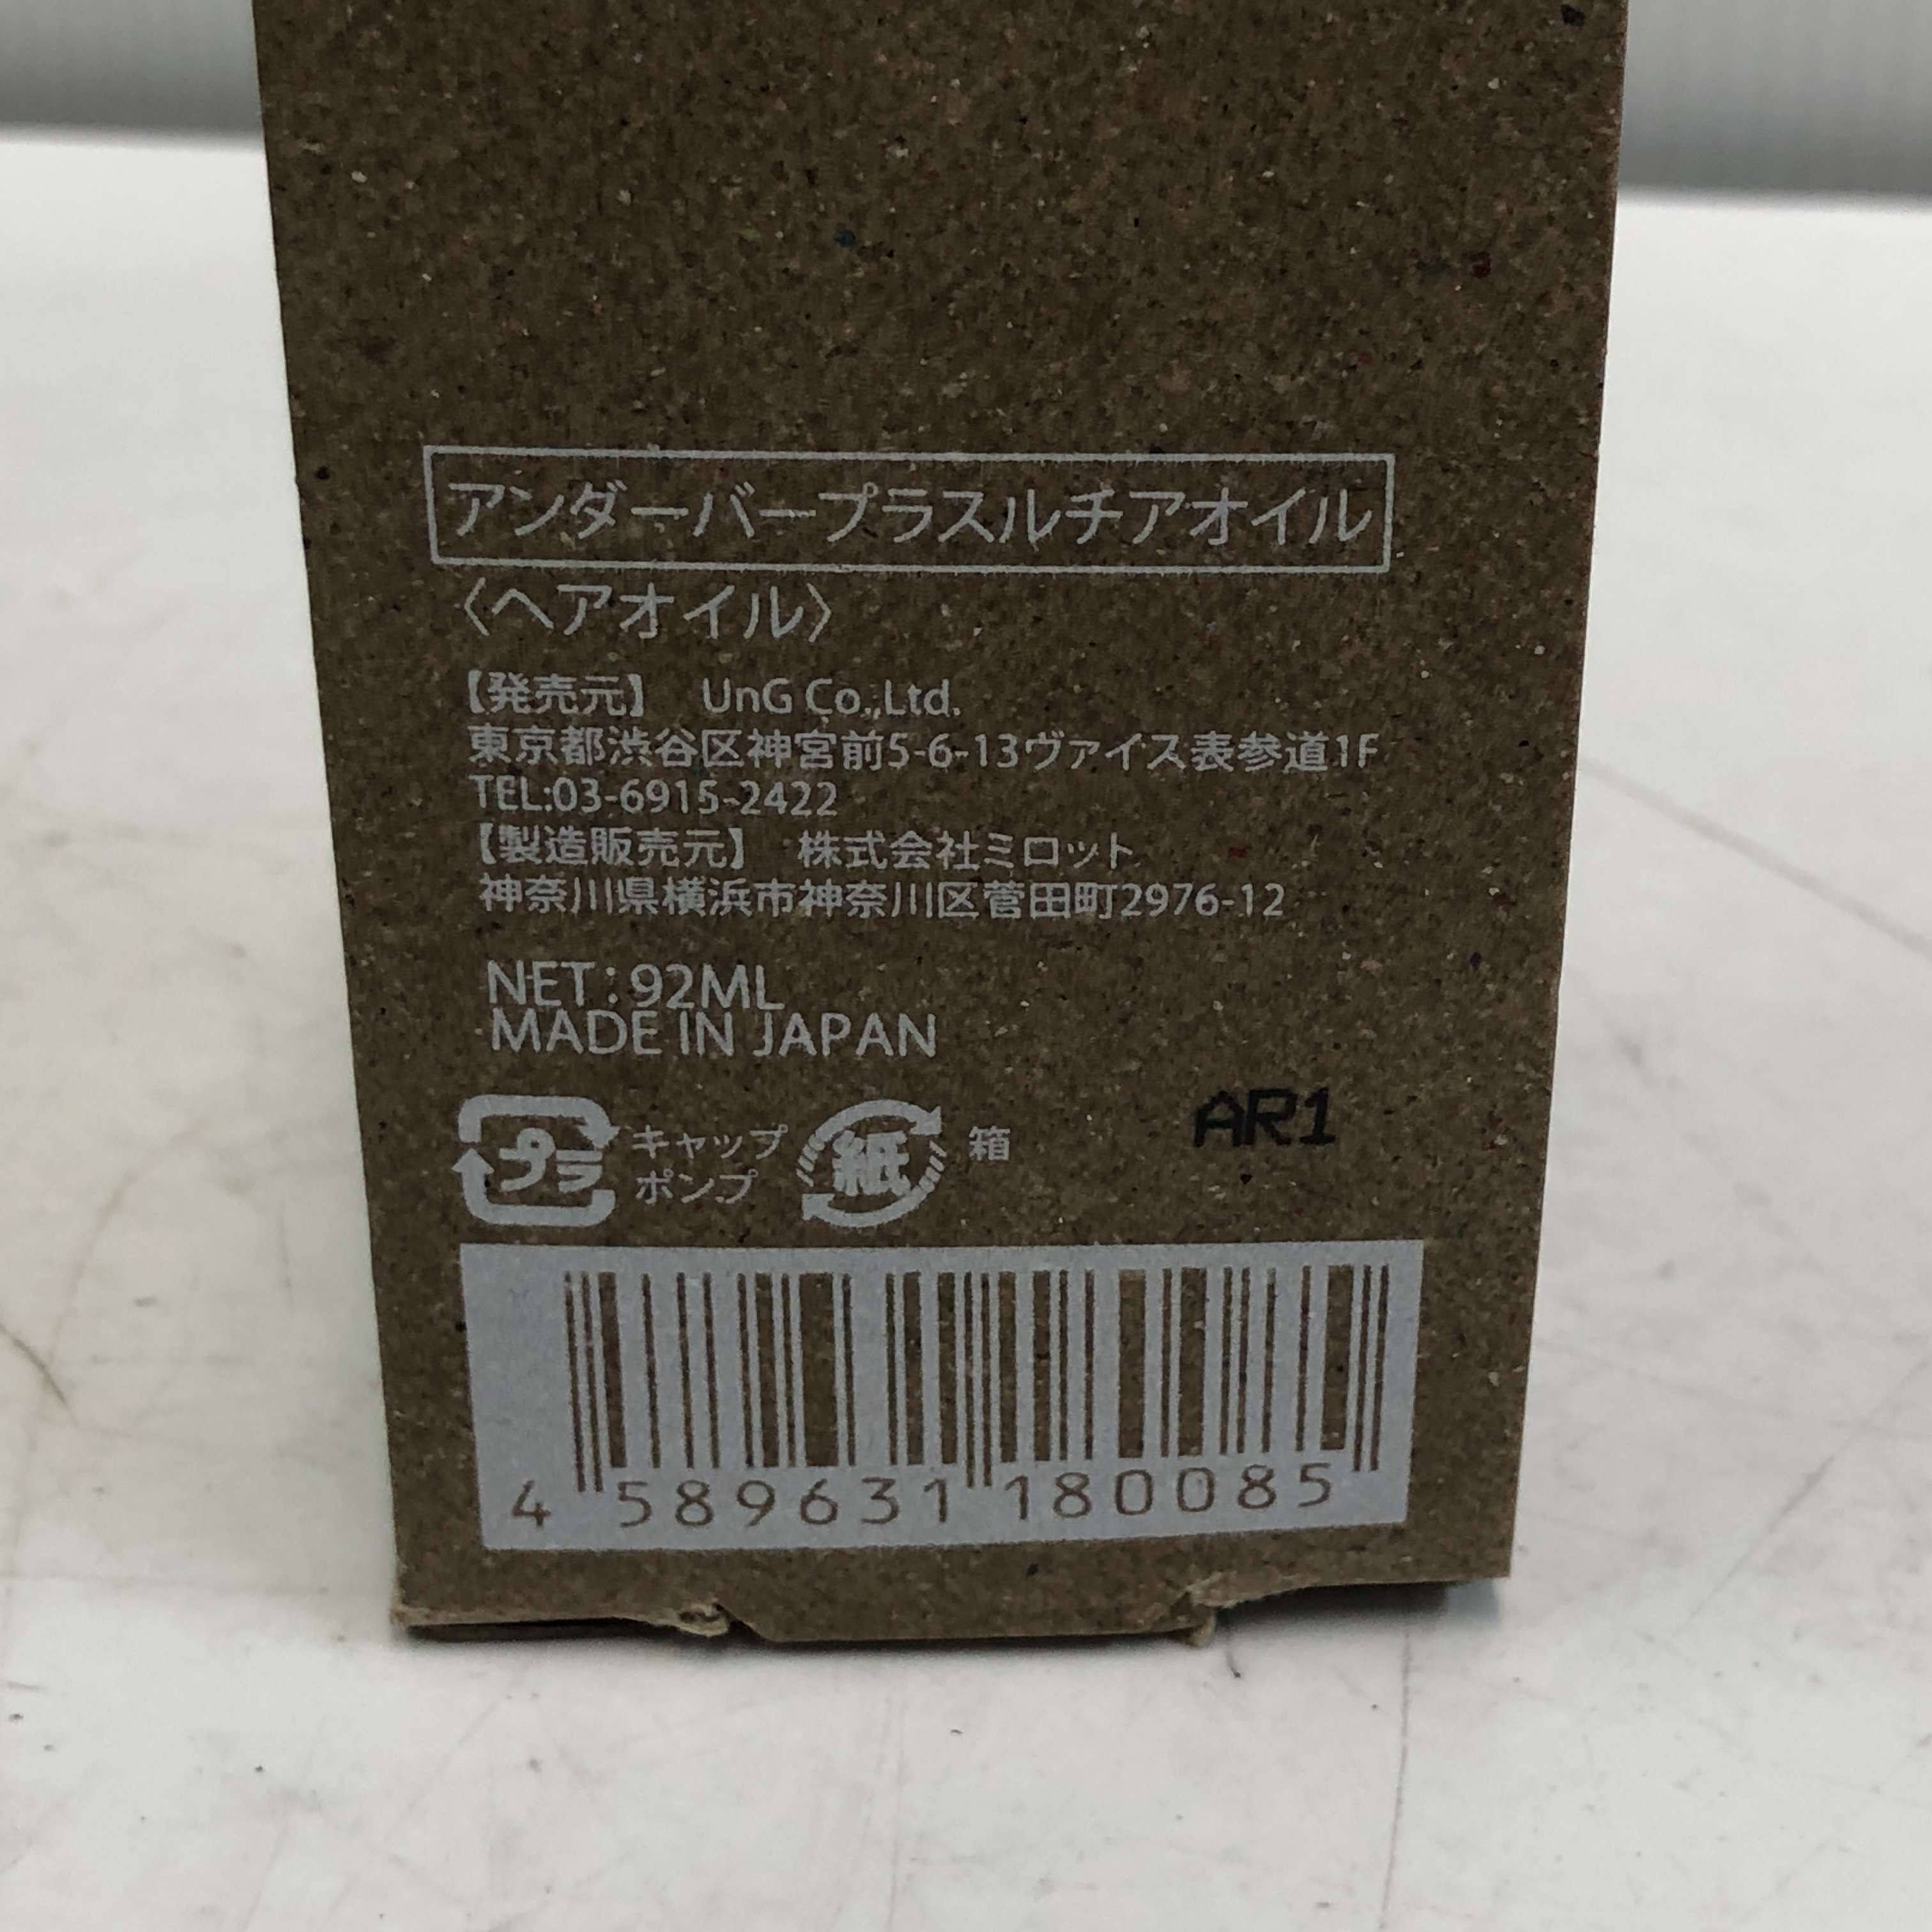 アンダーバープラスルチアオイル
〈ヘアオイル〉
【発売元】 UnG Co.,Ltd.
東京都渋谷区神宮前5-6-13ヴァイス表参道1F
TEL:03-6915-2422
【製造販売元】 株式会社ミロット
神奈川県横浜市神奈川区菅田町2976-12
NET:92ML
MADE IN JAPAN
プラ キャップ
ポンプ
紙 箱
AR1
4 589631 180085